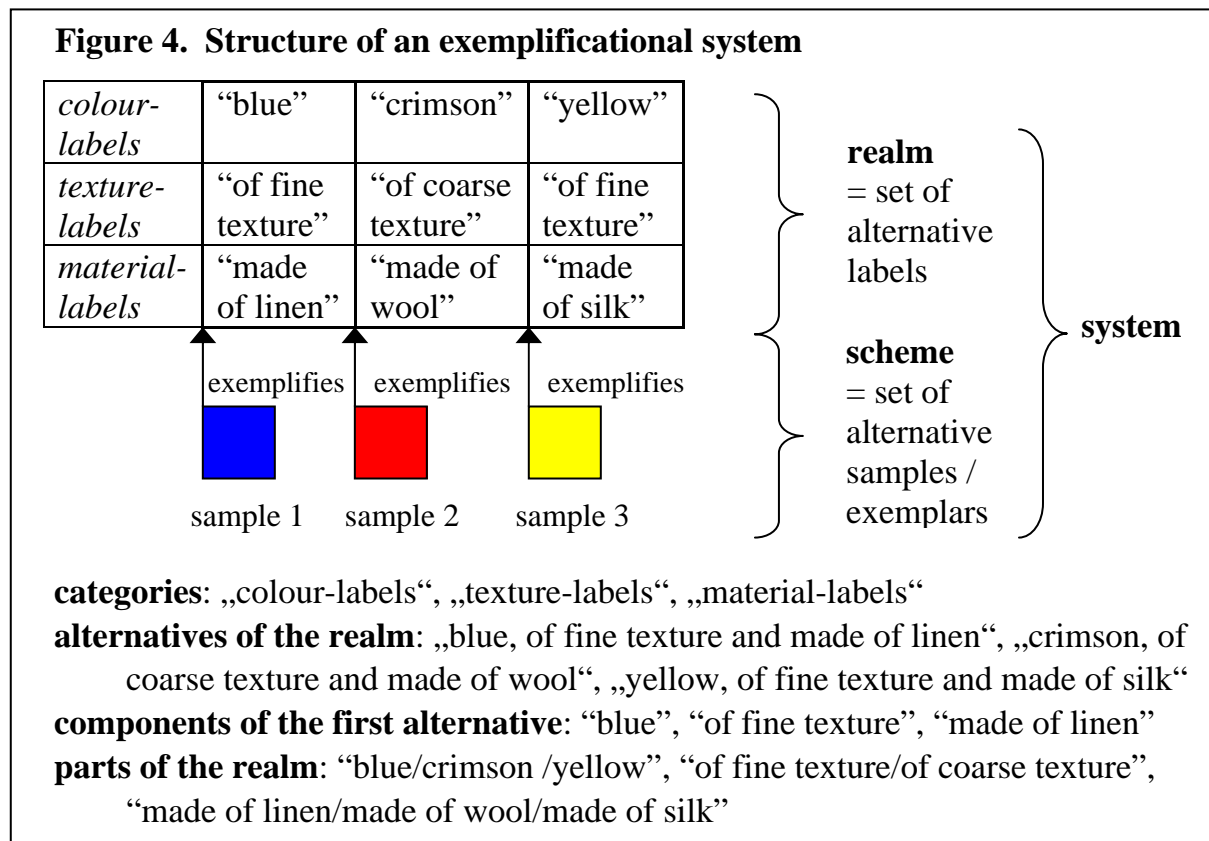 Figure 4.  Structure of an exemplificational system
colour-
labels
“blue”
“crimson”
“yellow”
texture-
labels
“of fine
texture”
“of coarse
texture”
“of fine
texture”
material-
labels
“made
of linen”
“made of
wool”
“made
of silk”
exemplifies
exemplifies
exemplifies
sample 1
sample 2
sample 3
realm
= set of
alternative
labels
scheme
= set of
alternative
samples /
exemplars
system
categories: „colour-labels“, „texture-labels“, „material-labels“
alternatives of the realm: „blue, of fine texture and made of linen“, „crimson, of
coarse texture and made of wool“, „yellow, of fine texture and made of silk“
components of the first alternative: “blue”, “of fine texture”, “made of linen”
parts of the realm: “blue/crimson /yellow”, “of fine texture/of coarse texture”,
“made of linen/made of wool/made of silk”